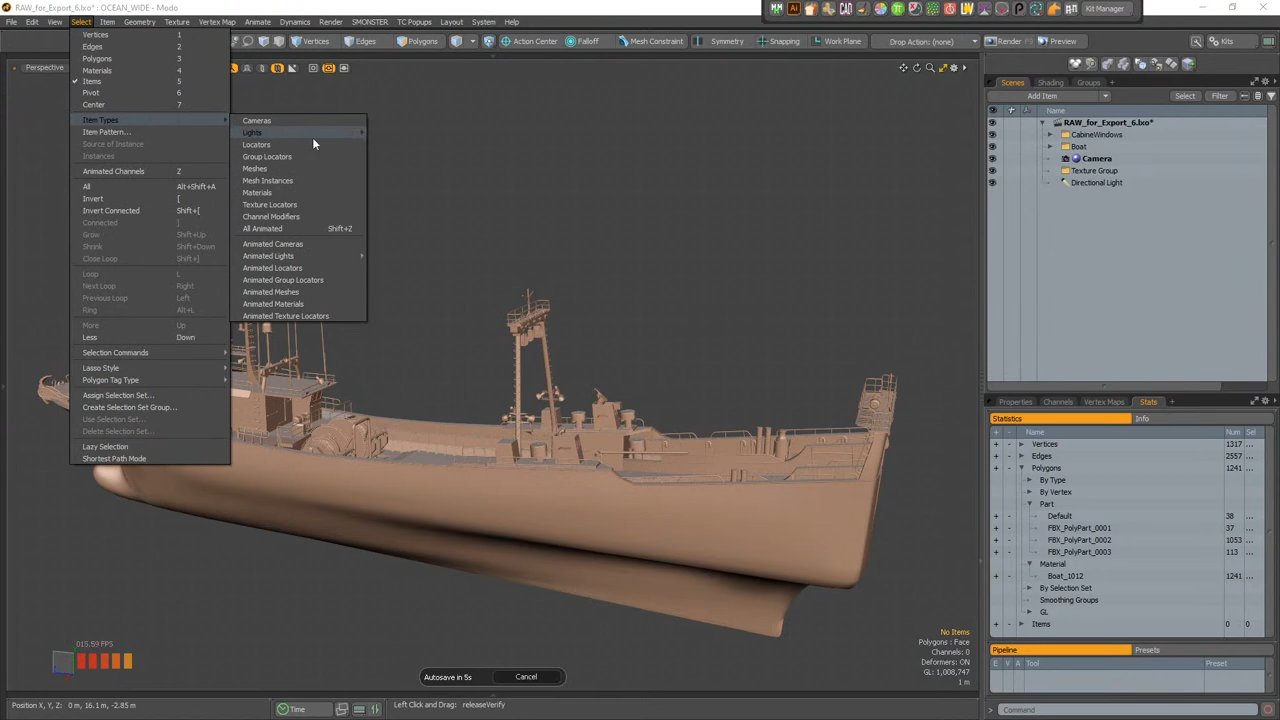 RAW_for_Export_6.lxo* : OCEAN_WIDE - Modo
File Edit View Select Item Geometry Texture Vertex Map Animate Dynamics Render SMONSTER TC Popups Layout System Help
Kit Manager
Vertices Edges Polygons Action Center Falloff Mesh Constraint Symmetry Snapping Work Plane Drop Action: (none) Render Preview Kits
Perspective
Vertices 1
Edges 2
Polygons 3
Materials 4
Items 5
Pivot 6
Center 7
Item Types
Item Pattern...
Source of Instance
Instances
Animated Channels Z
All Alt+Shift+A
Invert [
Invert Connected Shift+[
Connected ]
Grow Shift+Up
Shrink Shift+Down
Close Loop Shift+]
Loop L
Next Loop Right
Previous Loop Left
Ring Alt+L
More Up
Less Down
Selection Commands
Lasso Style
Polygon Tag Type
Assign Selection Set...
Create Selection Set Group...
Use Selection Set...
Delete Selection Set...
Lazy Selection
Shortest Path Mode
Cameras
Lights
Locators
Group Locators
Meshes
Mesh Instances
Materials
Texture Locators
Channel Modifiers
All Animated Shift+Z
Animated Cameras
Animated Lights
Animated Locators
Animated Group Locators
Animated Meshes
Animated Materials
Animated Texture Locators
Scenes Shading Groups +
Add Item Select Filter
Name
RAW_for_Export_6.lxo*
CabineWindows
Boat
Camera
Texture Group
Directional Light
Properties Channels Vertex Maps Stats +
Statistics Info
Name Num Sel
+ - Vertices 1317 ...
+ - Edges 2557 ...
Polygons 1241 ...
By Type
By Vertex
Part
+ - Default 38 ...
+ - FBX_PolyPart_0001 37 ...
+ - FBX_PolyPart_0002 1053 ...
+ - FBX_PolyPart_0003 113 ...
Material
+ - Boat_1012 1241 ...
By Selection Set
Smoothing Groups
GL
+ - Items 0 0
Pipeline Presets
E V A Tool Preset
Command
No Items
Polygons : Face
Channels: 0
Deformers: ON
GL: 1,008,747
1 m
015.59 FPS
Autosave in 5s Cancel
Position X, Y, Z: 0 m, 16.1 m, -2.85 m
Time
Left Click and Drag: releaseVerify